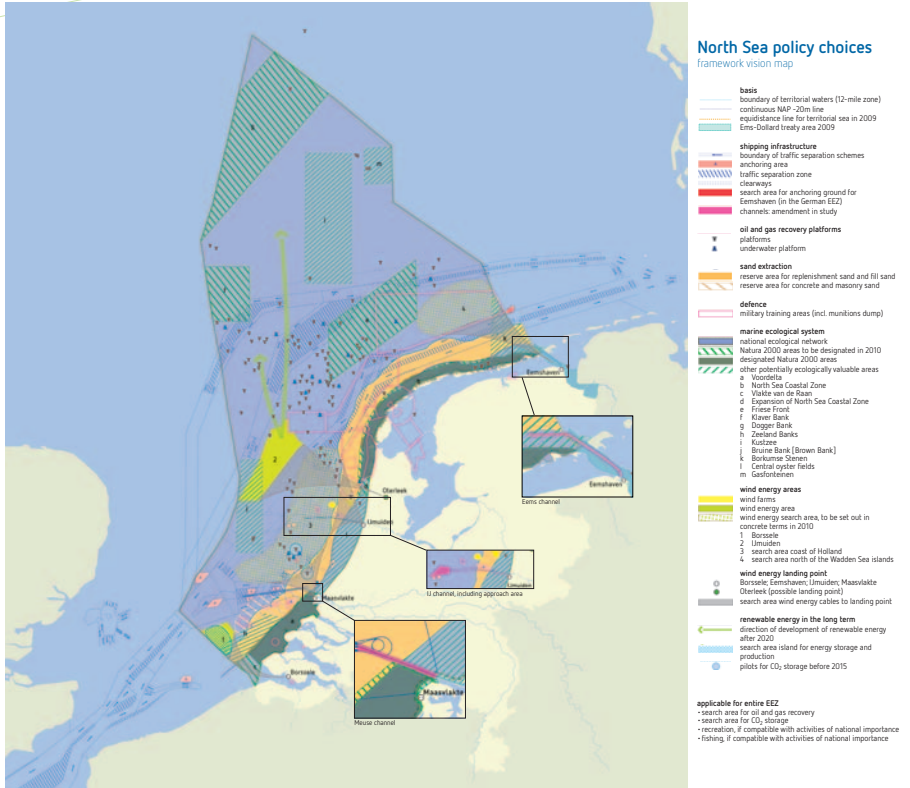 North Sea policy choices
framework vision map
basis
boundary of territorial waters (12-mile zone)
continuous NAP -20m line
equidistance line for territorial sea in 2009
Ems-Dollard treaty area 2009
shipping infrastructure
boundary of traffic separation schemes
anchoring area
traffic separation zone
clearways
search area for anchoring ground for
Eemshaven (in the German EEZ)
channels: amendment in study
oil and gas recovery platforms
platforms
underwater platform
sand extraction
reserve area for replenishment sand and fill sand
reserve area for concrete and masonry sand
defence
military training areas (incl. munitions dump)
marine ecological system
national ecological network
Natura 2000 areas to be designated in 2010
designated Natura 2000 areas
other potentially ecologically valuable areas
a Voordelta
b North Sea Coastal Zone
c Vlakte van de Raan
d Expansion of North Sea Coastal Zone
e Friese Front
f Klaver Bank
g Dogger Bank
h Zeeland Banks
i Kustzee
j Bruine Bank [Brown Bank]
k Borkumse Stenen
l Central oyster fields
m Gasfonteinen
wind energy areas
wind farms
wind energy area
wind energy search area, to be set out in
concrete terms in 2010
1 Borssele
2 IJmuiden
3 search area coast of Holland
4 search area north of the Wadden Sea islands
wind energy landing point
Borssele; Eemshaven; IJmuiden; Maasvlakte
Oterleek (possible landing point)
search area wind energy cables to landing point
renewable energy in the long term
direction of development of renewable energy
after 2020
search area island for energy storage and
production
pilots for CO₂ storage before 2015
applicable for entire EEZ
• search area for oil and gas recovery
• search area for CO₂ storage
• recreation, if compatible with activities of national importance
• fishing, if compatible with activities of national importance
m
l
4
Eemshaven
Eemshaven
Eems channel
2
Oterleek
3
IJmuiden
IJmuiden
IJ channel, including approach area
Maasvlakte
1
Borssele
Maasvlakte
Meuse channel